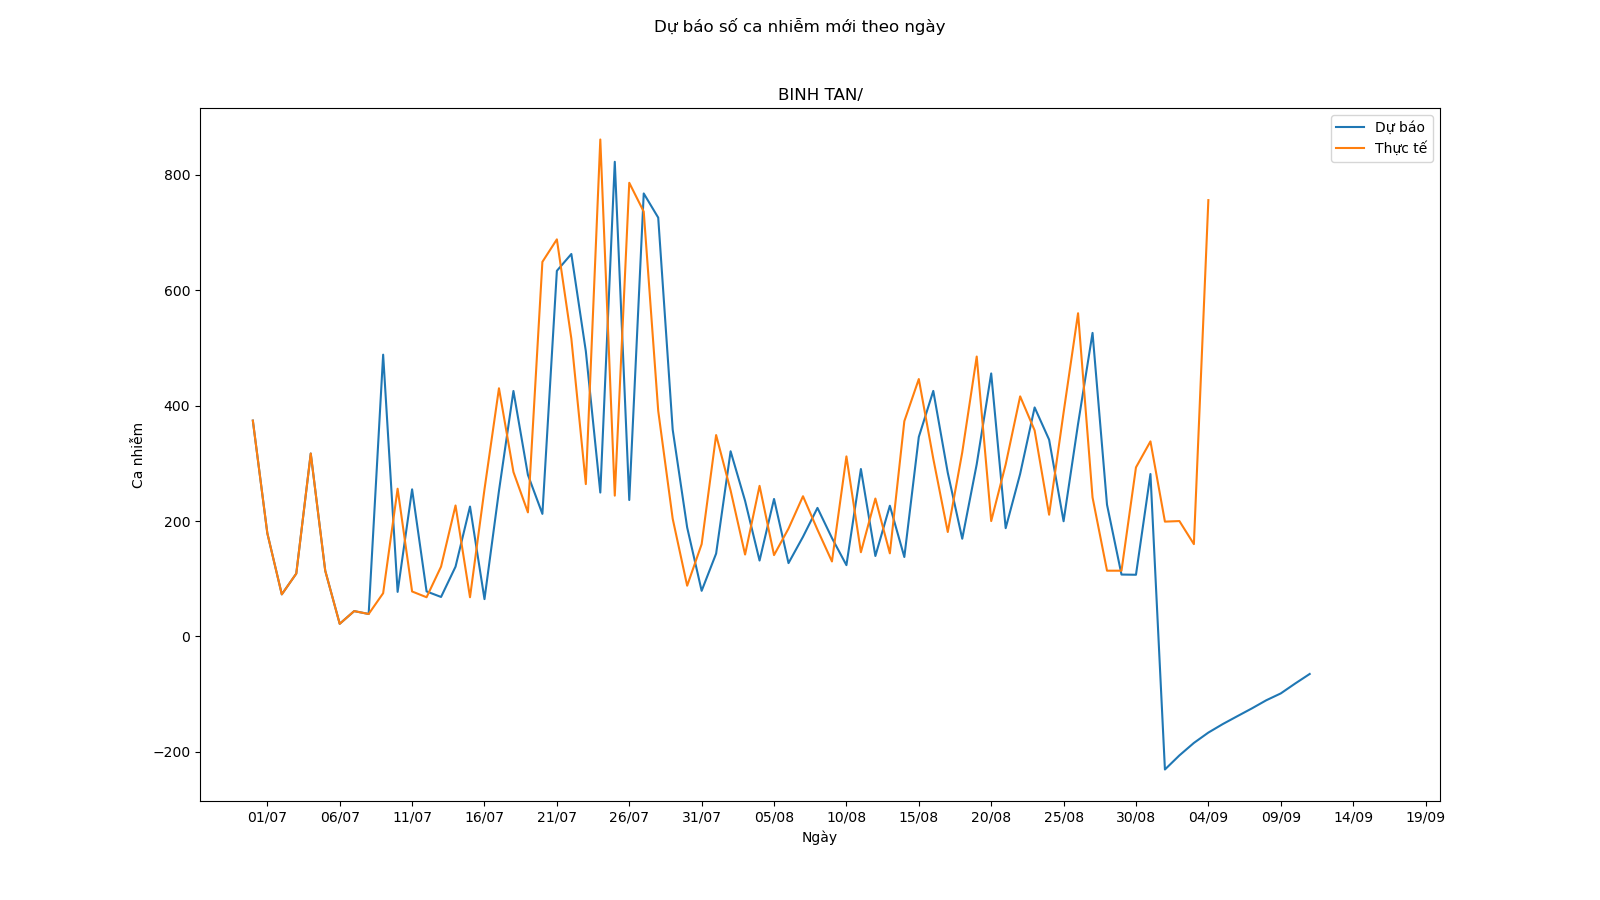 Dự báo số ca nhiễm mới theo ngày
BINH TAN/
Dự báo
Thực tế
800
600
400
200
0
−200
Ca nhiễm
01/07 06/07 11/07 16/07 21/07 26/07 31/07 05/08 10/08 15/08 20/08 25/08 30/08 04/09 09/09 14/09 19/09
Ngày